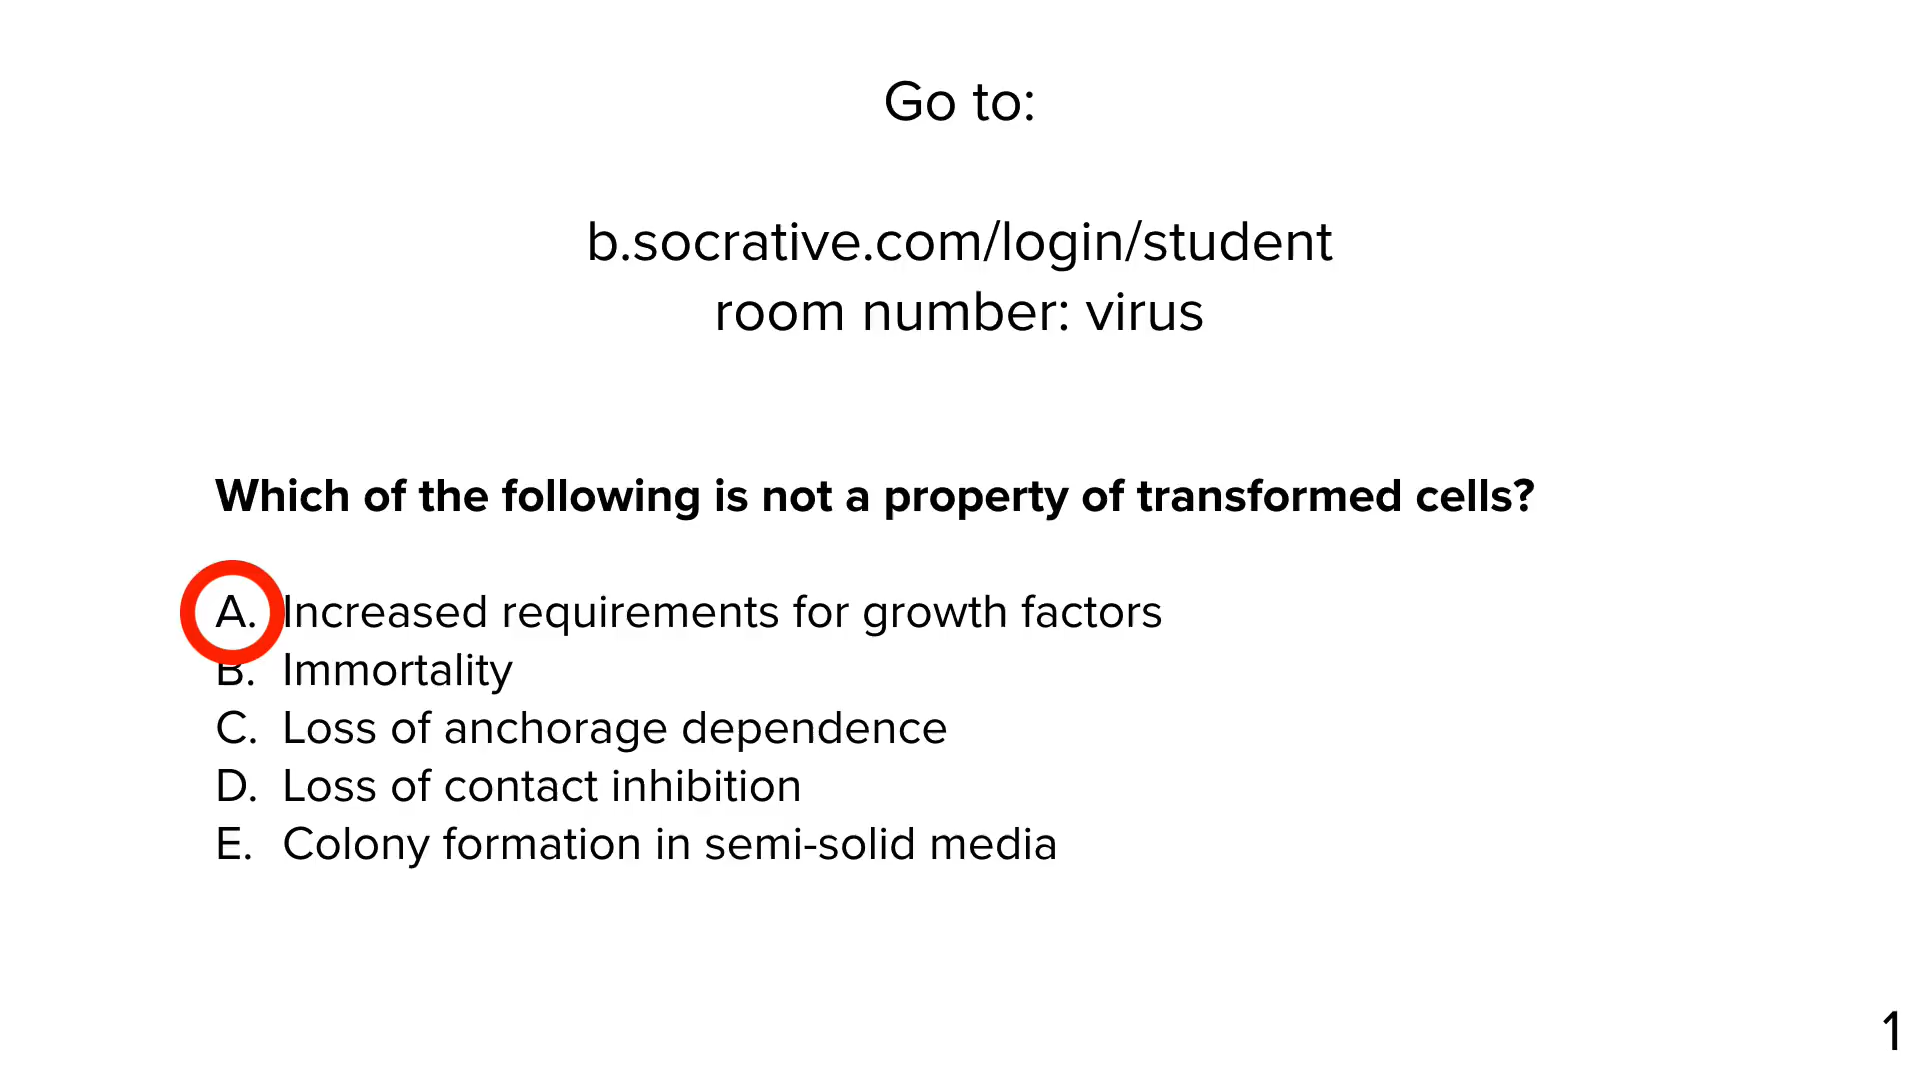 Go to:
b.socrative.com/login/student
room number: virus
Which of the following is not a property of transformed cells?
A. Increased requirements for growth factors
B. Immortality
C. Loss of anchorage dependence
D. Loss of contact inhibition
E. Colony formation in semi-solid media
1